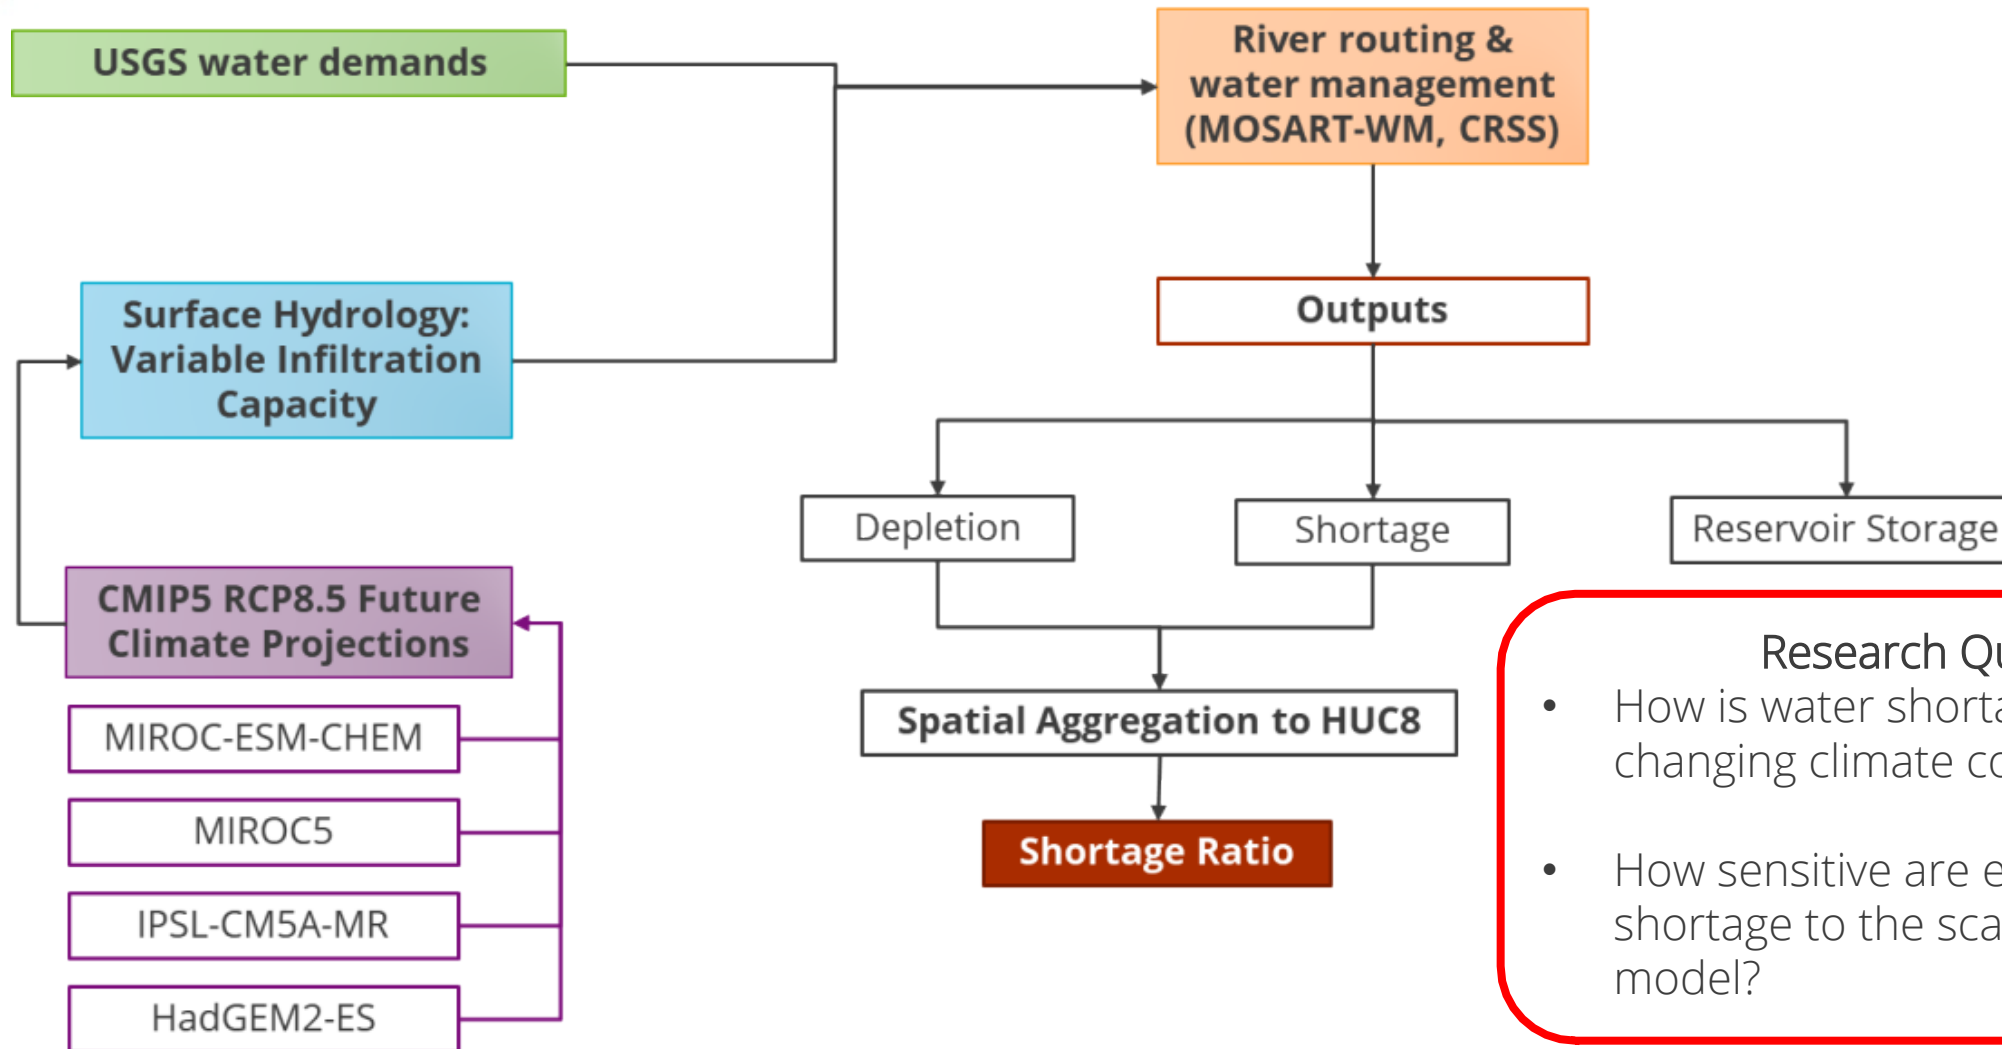 USGS water demands
River routing &
water management
(MOSART-WM, CRSS)
Surface Hydrology:
Variable Infiltration
Capacity
Outputs
Depletion
Shortage
Reservoir Storage
CMIP5 RCP8.5 Future
Climate Projections
MIROC-ESM-CHEM
MIROC5
IPSL-CM5A-MR
HadGEM2-ES
Spatial Aggregation to HUC8
Shortage Ratio
Research
• How is water
changing climate
• How sensitive are
shortage to the
model?